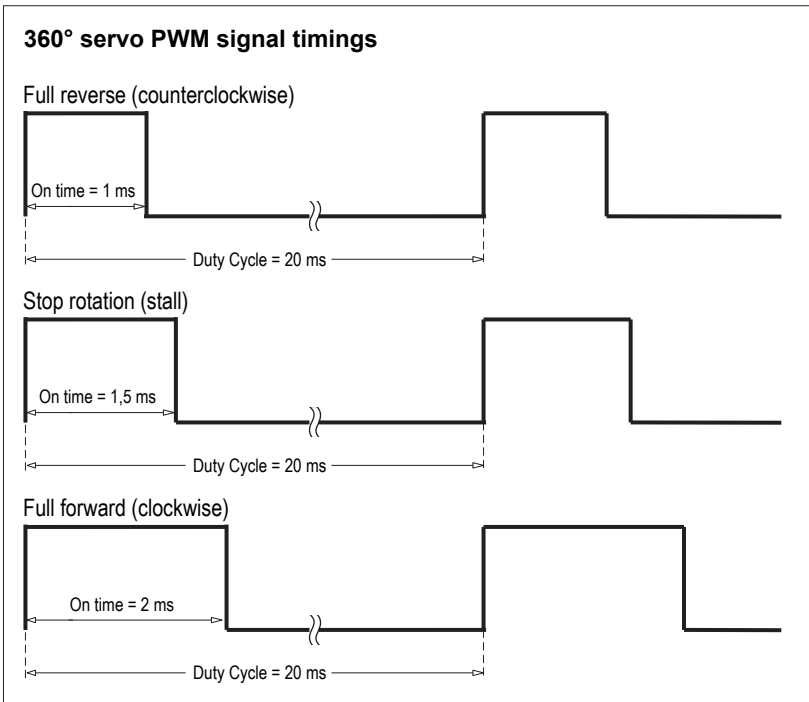 360° servo PWM signal timings
Full reverse (counterclockwise)
On time = 1 ms
Duty Cycle = 20 ms
Stop rotation (stall)
On time = 1,5 ms
Duty Cycle = 20 ms
Full forward (clockwise)
On time = 2 ms
Duty Cycle = 20 ms